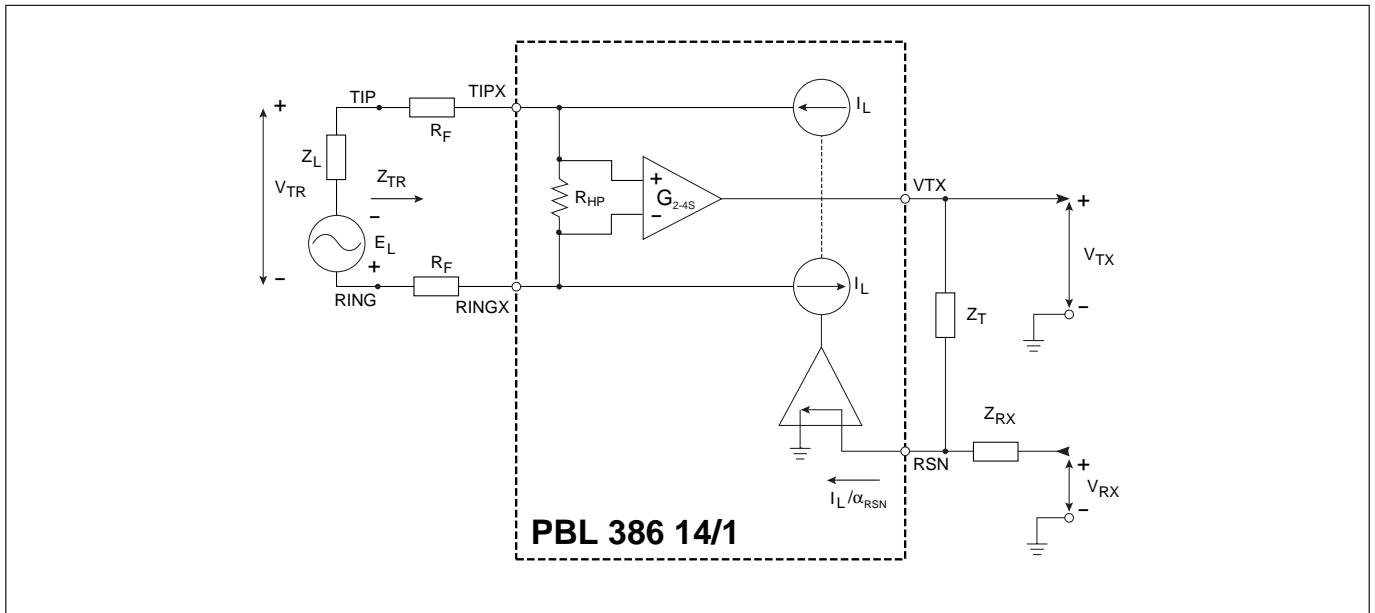 TIP
TIPX
R_F
I_L
+
Z_L
V_TR
Z_TR
−
E_L
+
−
R_F
RING
RINGX
R_HP
+
G_2-4S
−
I_L
VTX
+
V_TX
−
Z_T
Z_RX
RSN
I_L/α_RSN
+
V_RX
−
PBL 386 14/1